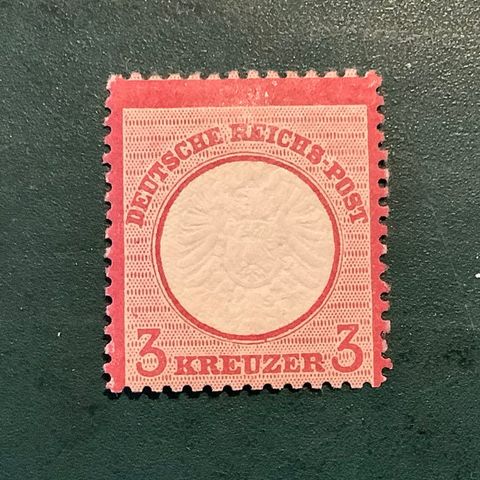 DEUTSCHE REICHS-POST
3 KREUZER 3